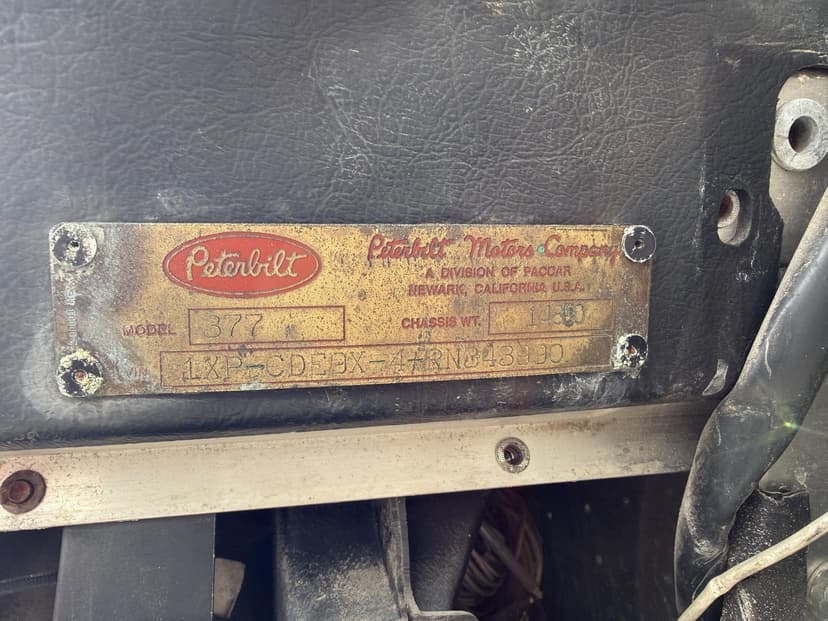 Peterbilt
Peterbilt Motors Company
A DIVISION OF PACCAR
NEWARK, CALIFORNIA, U.S.A.
MODEL 377 CHASSIS WT.
VIN